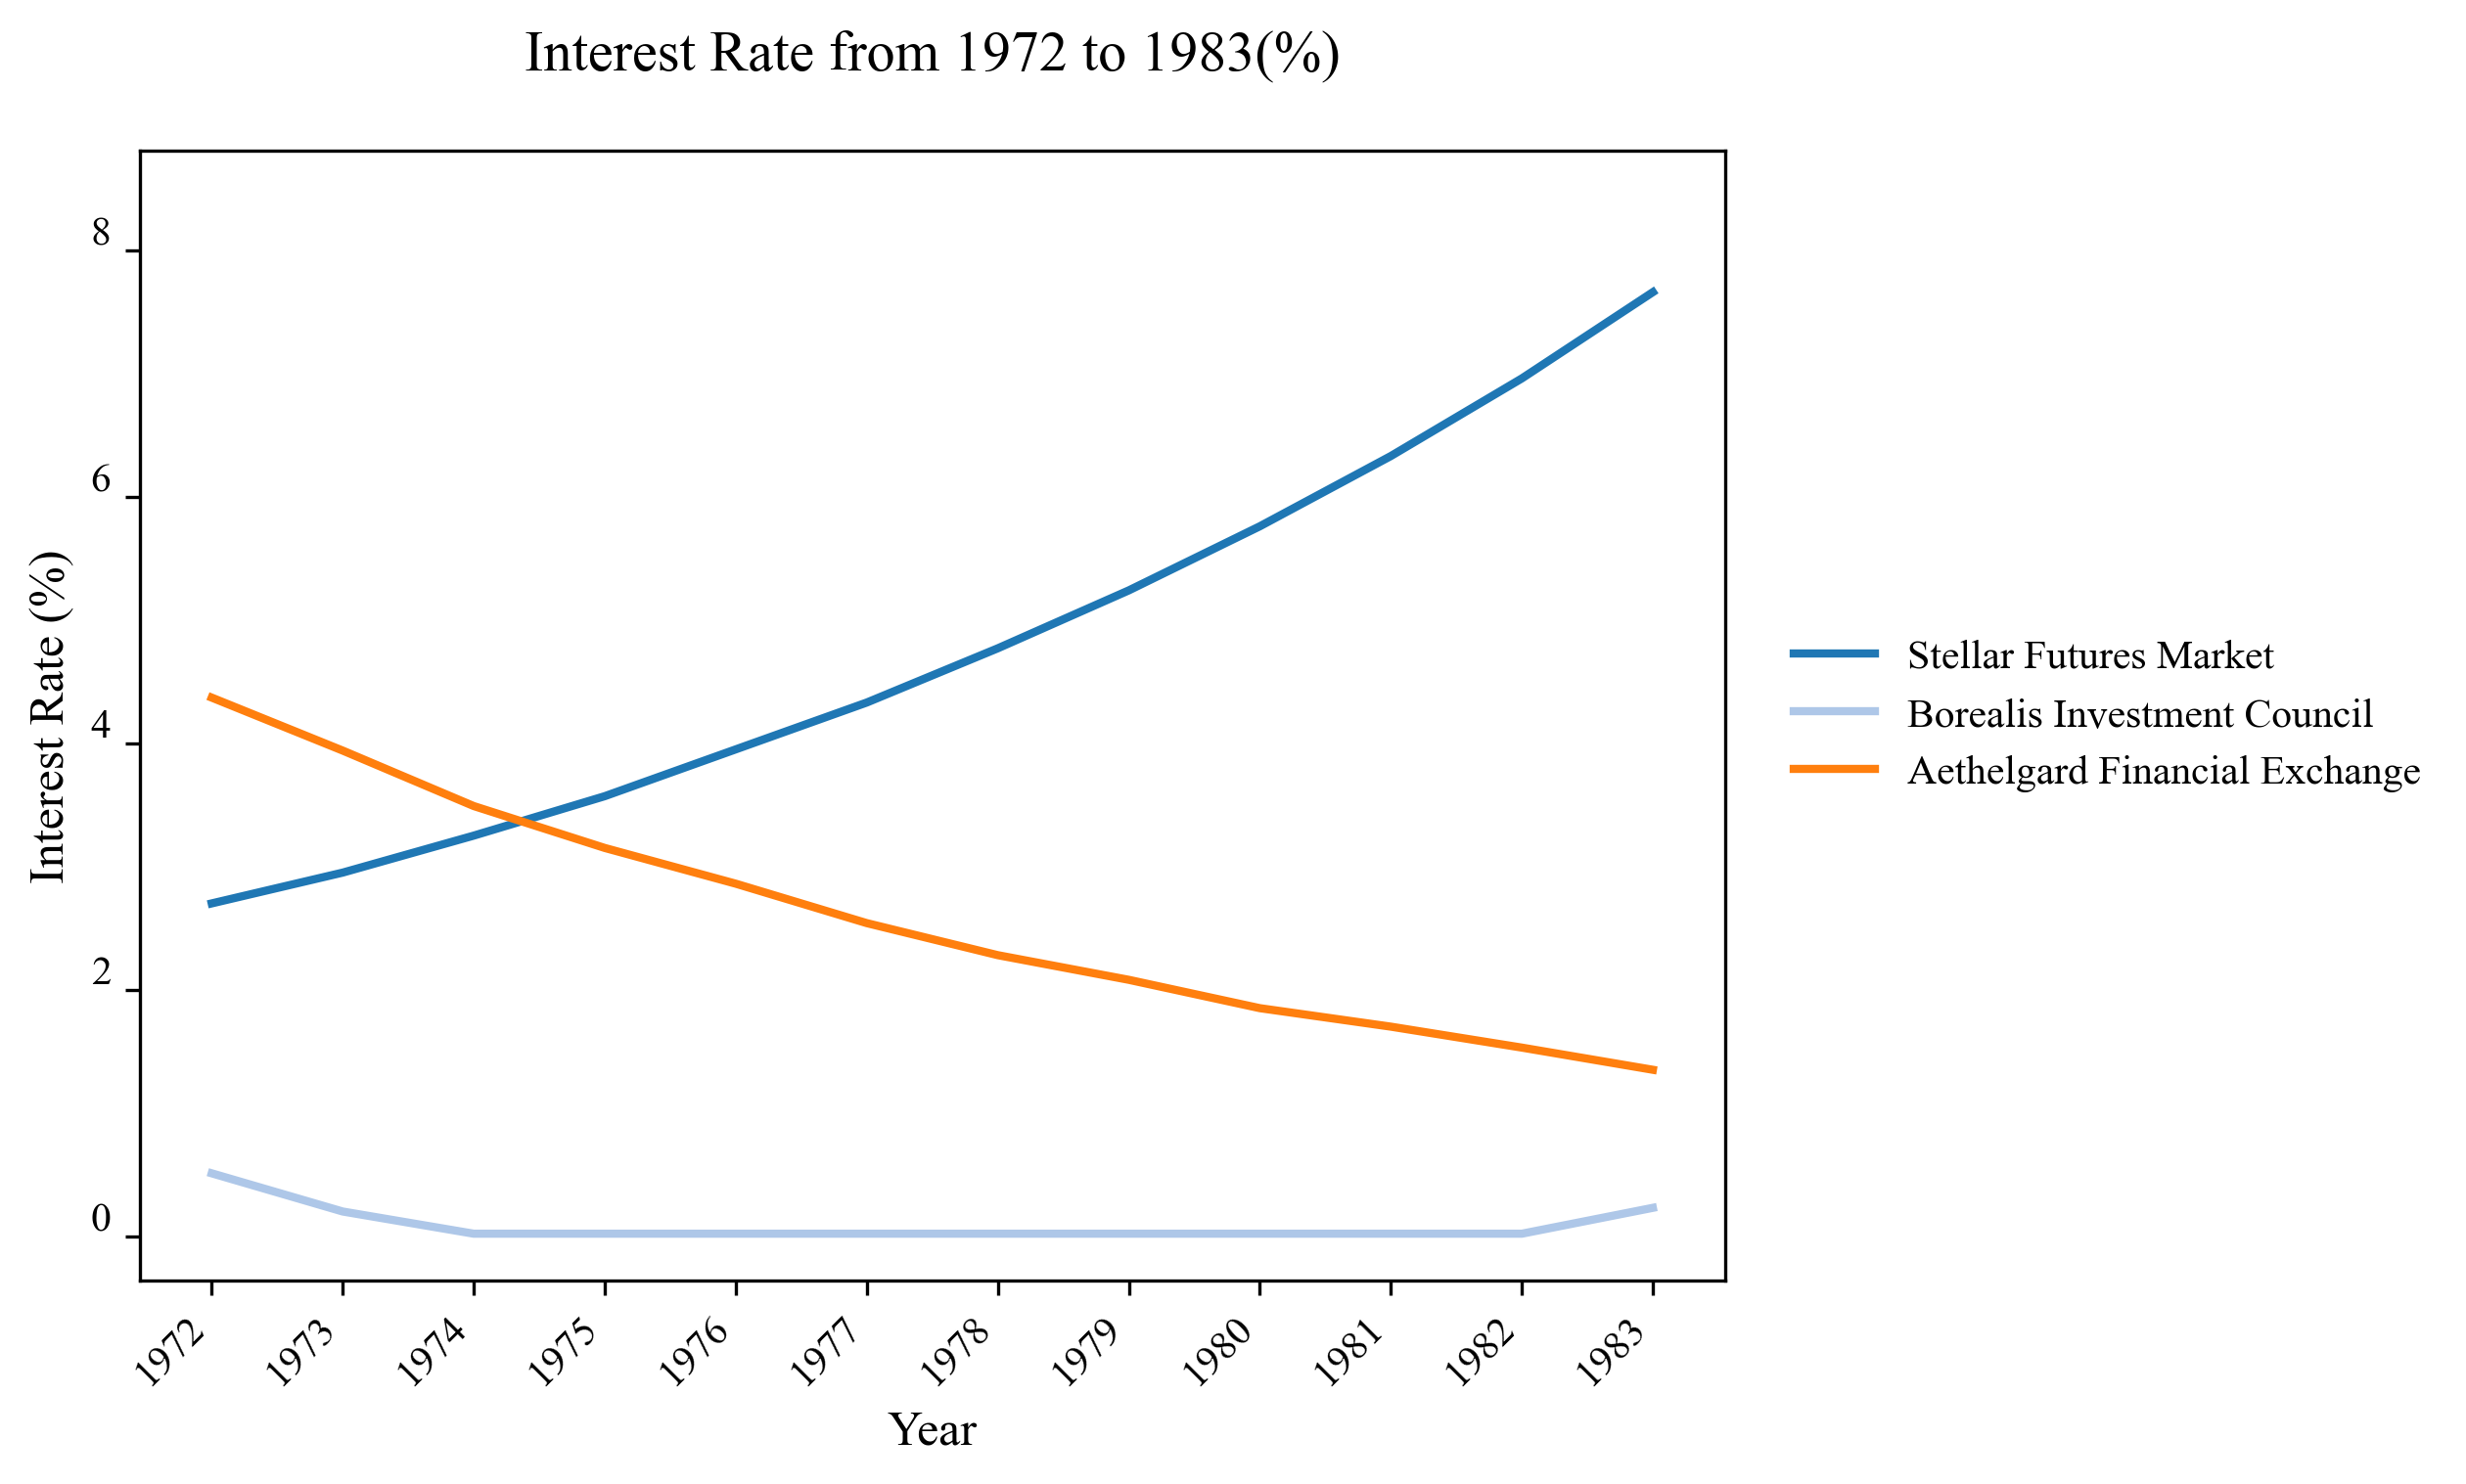 Interest Rate from 1972 to 1983(%)
Interest Rate (%)
8
6
4
2
0
1972
1973
1974
1975
1976
1977
1978
1979
1980
1981
1982
1983
Year
Stellar Futures Market
Borealis Investment Council
Aethelgard Financial Exchange